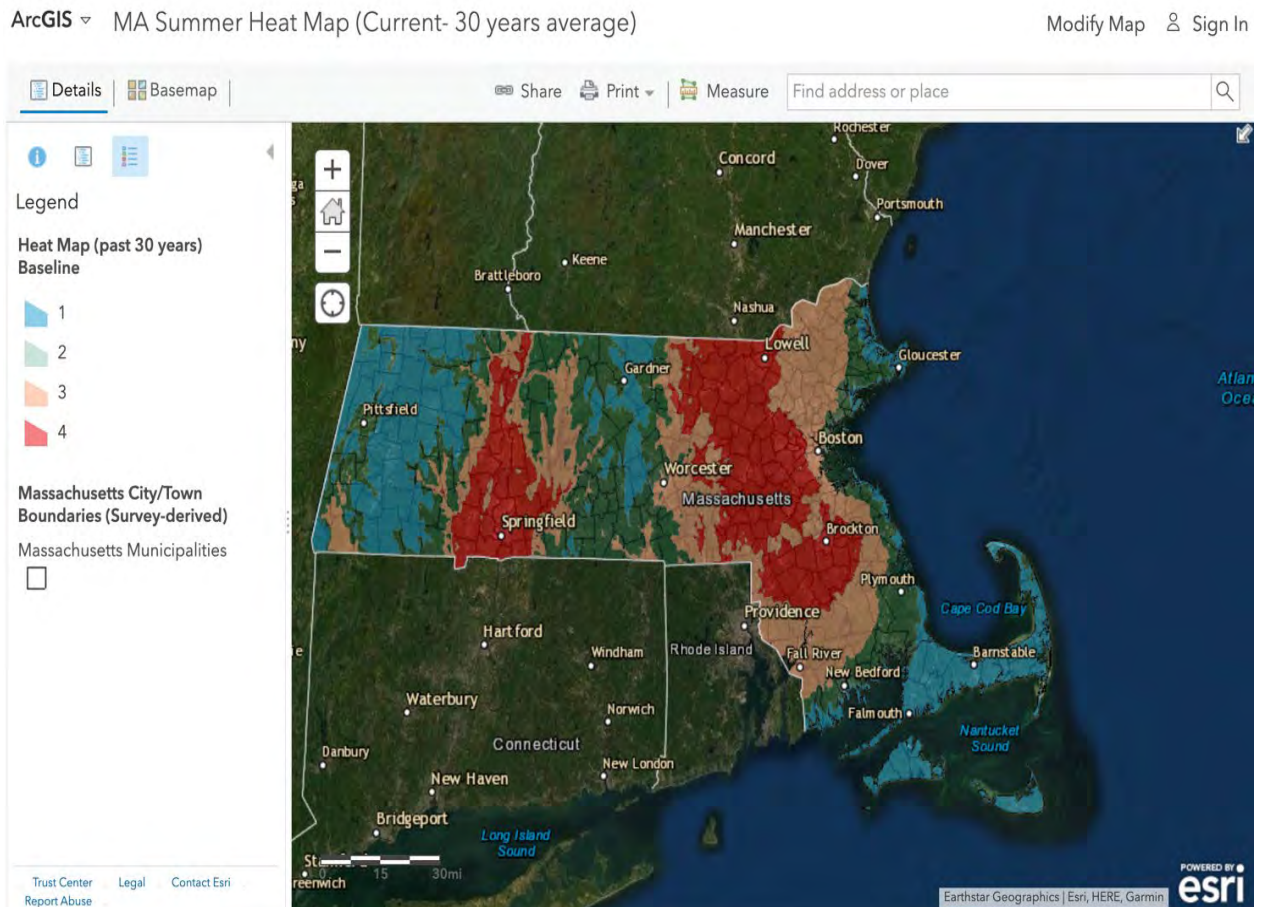 ArcGIS MA Summer Heat Map (Current- 30 years average)
Modify Map Sign In
Details Basemap
Share Print Measure Find address or place
Legend
Heat Map (past 30 years)
Baseline
1
2
3
4
Massachusetts City/Town
Boundaries (Survey-derived)
Massachusetts Municipalities
Trust Center Legal Contact Esri
Report Abuse
Rochester
Concord
Dover
Portsmouth
Manchester
Keene
Brattleboro
Nashua
Lowell
Gloucester
Gardner
Pittsfield
Boston
Worcester
Massachusetts
Springfield
Brockton
Plymouth
Cape Cod Bay
Providence
Hartford
Windham
Rhode Island
Fall River
Barnstable
New Bedford
Waterbury
Norwich
Falmouth
Nantucket
Sound
Connecticut
Danbury
New London
New Haven
Bridgeport
Long Island
Sound
0 15 30mi
Earthstar Geographics | Esri, HERE, Garmin
POWERED BY
esri